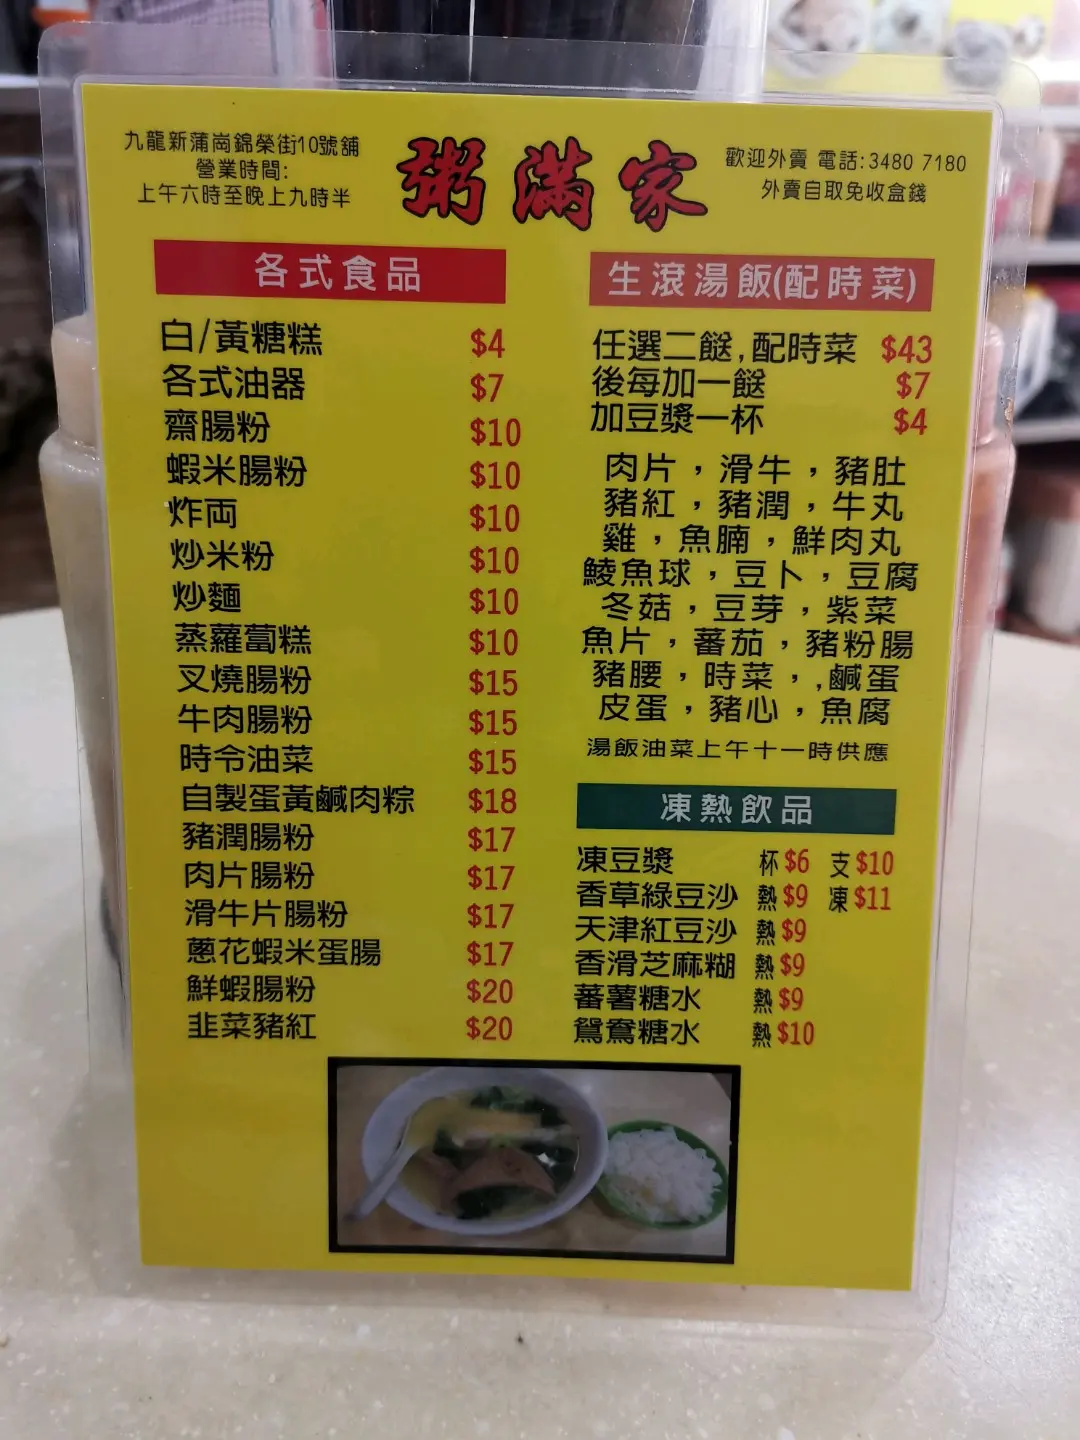 九龍新蒲崗錦榮街10號舖
營業時間:
上午六時至晚上九時半
粥滿家
歡迎外賣 電話:3480 7180
外賣自取免收盒錢
各式食品
白/黃糖糕 $4
各式油器 $7
齋腸粉 $10
蝦米腸粉 $10
炸両 $10
炒米粉 $10
炒麵 $10
蒸蘿蔔糕 $10
叉燒腸粉 $15
牛肉腸粉 $15
時令油菜 $15
自製蛋黃鹹肉粽 $18
豬潤腸粉 $17
肉片腸粉 $17
滑牛片腸粉 $17
蔥花蝦米蛋腸 $17
鮮蝦腸粉 $20
韭菜豬紅 $20
生滾湯飯(配時菜)
任選二餸,配時菜 $43
後每加一餸 $7
加豆漿一杯 $4
肉片,滑牛,豬肚
豬紅,豬潤,牛丸
雞,魚腩,鮮肉丸
鯪魚球,豆卜,豆腐
冬菇,豆芽,紫菜
魚片,蕃茄,豬粉腸
豬腰,時菜,,鹹蛋
皮蛋,豬心,魚腐
湯飯油菜上午十一時供應
凍熱飲品
凍豆漿 杯$6 支$10
香草綠豆沙 熱$9 凍$11
天津紅豆沙 熱$9
香滑芝麻糊 熱$9
蕃薯糖水 熱$9
鴛鴦糖水 熱$10